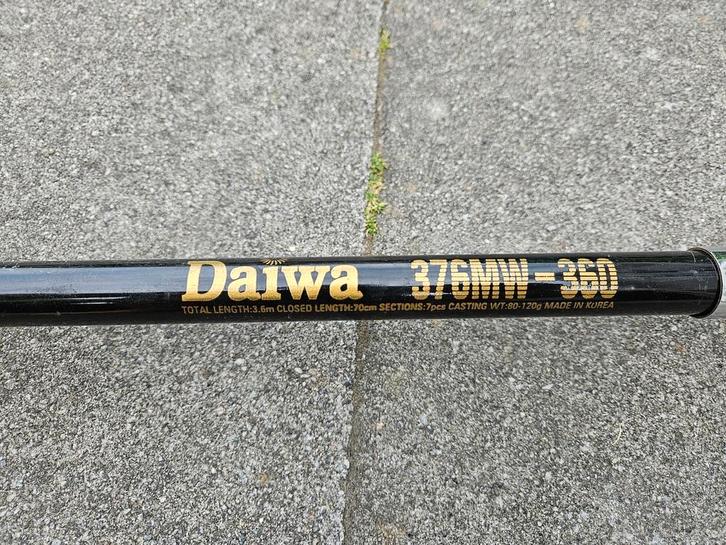 Daiwa 376MW-360
TOTAL LENGTH:3.6m CLOSED LENGTH:70cm SECTIONS:7pcs CASTING WT:80-120g MADE IN KOREA